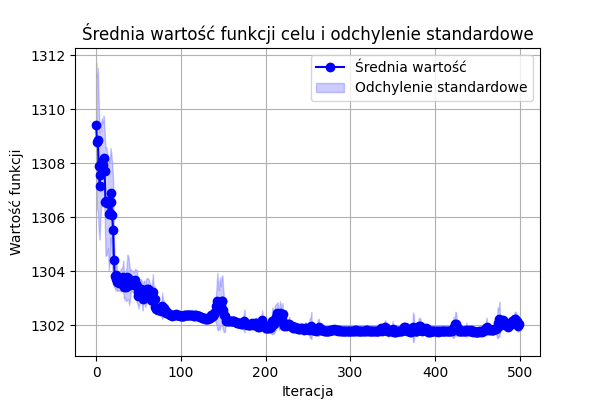 Średnia wartość funkcji celu i odchylenie standardowe
1312
1310
1308
1306
1304
1302
Wartość funkcji
Średnia wartość
Odchylenie standardowe
0
100
200
300
400
500
Iteracja